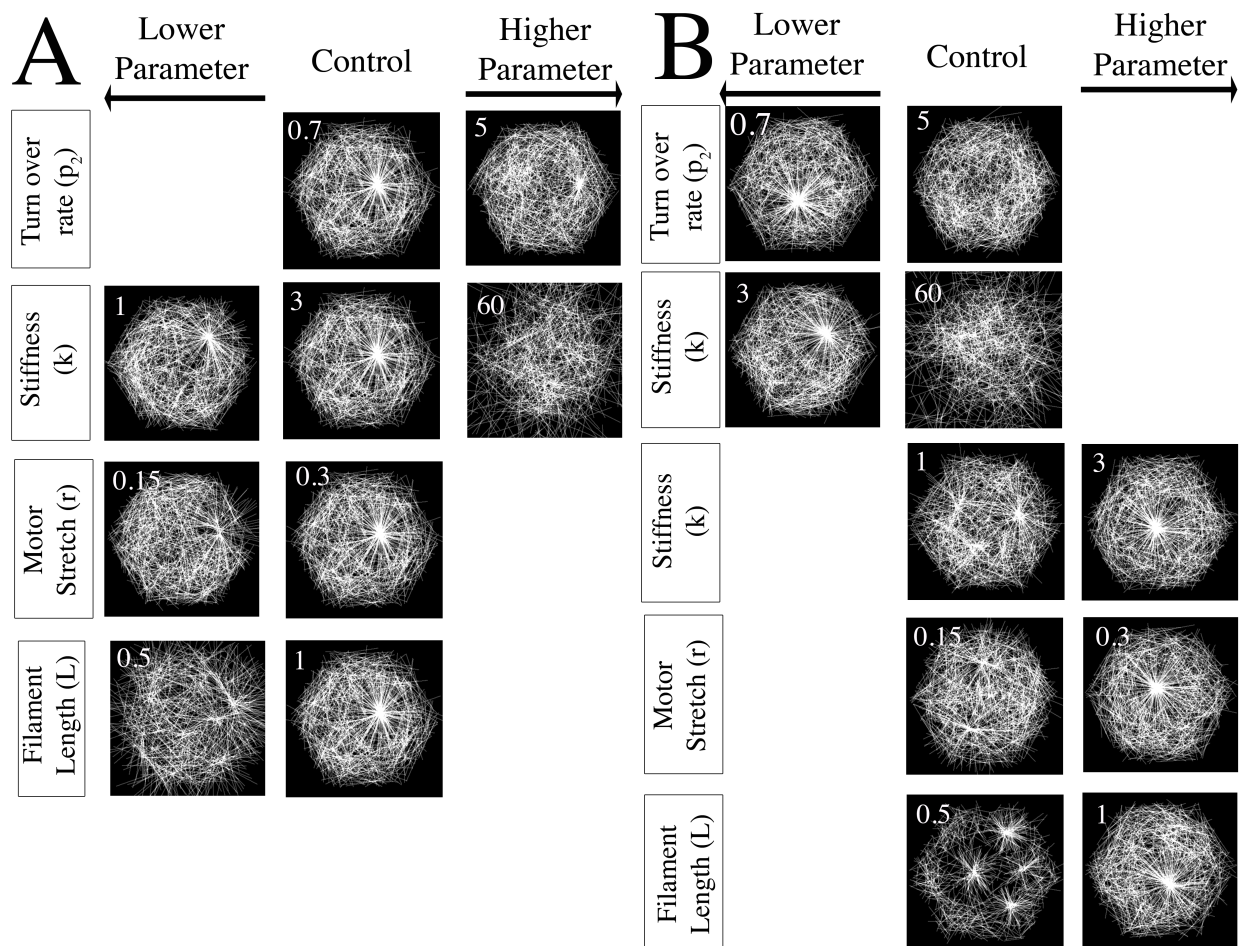 A
Lower
Parameter
Control
Higher
Parameter
Turn over
rate (p₂)
0.7
5
Stiffness
(k)
1
3
60
Motor
Stretch (r)
0.15
0.3
Filament
Length (L)
0.5
1
B
Lower
Parameter
Control
Higher
Parameter
Turn over
rate (p₂)
0.7
5
Stiffness
(k)
3
60
Stiffness
(k)
1
3
Motor
Stretch (r)
0.15
0.3
Filament
Length (L)
0.5
1